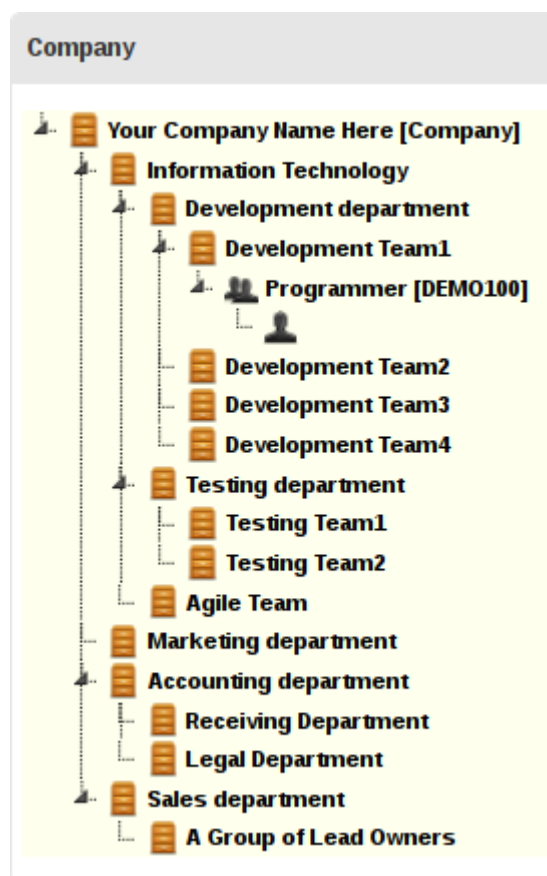 Company
Your Company Name Here [Company]
Information Technology
Development department
Development Team1
Programmer [DEMO100]
Development Team2
Development Team3
Development Team4
Testing department
Testing Team1
Testing Team2
Agile Team
Marketing department
Accounting department
Receiving Department
Legal Department
Sales department
A Group of Lead Owners